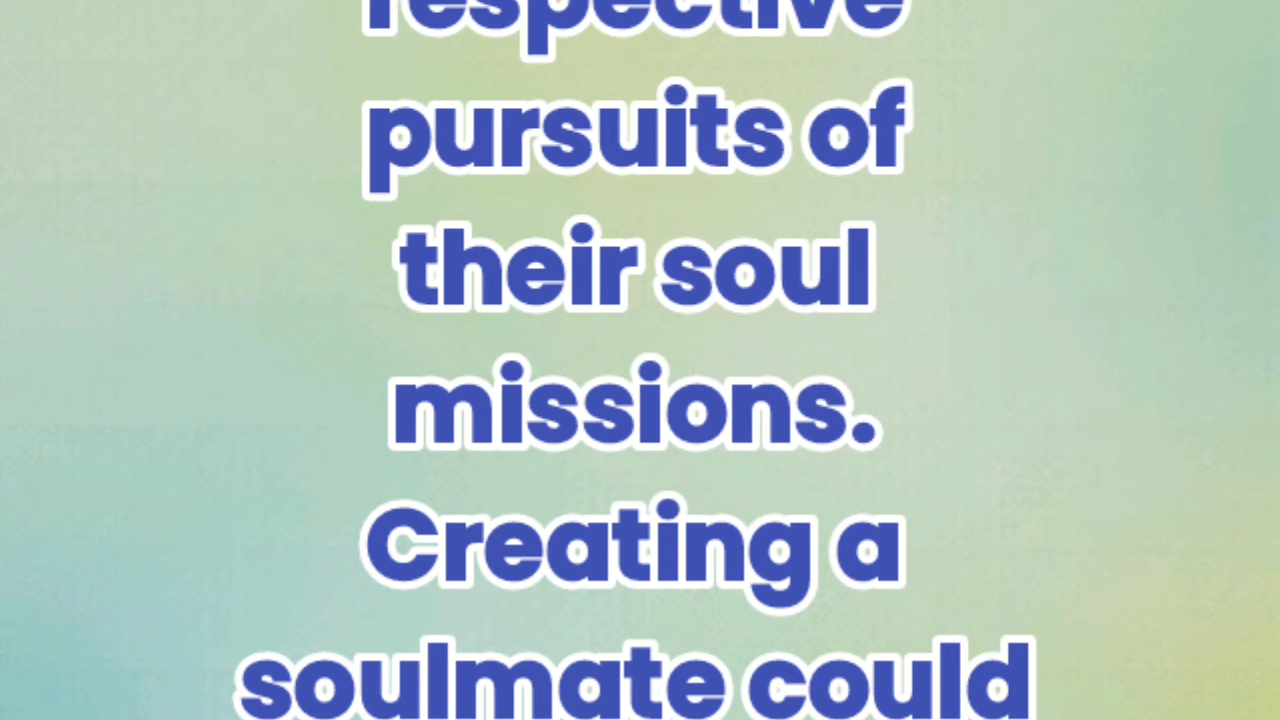 respective
pursuits of
their soul
missions.
Creating a
soulmate could